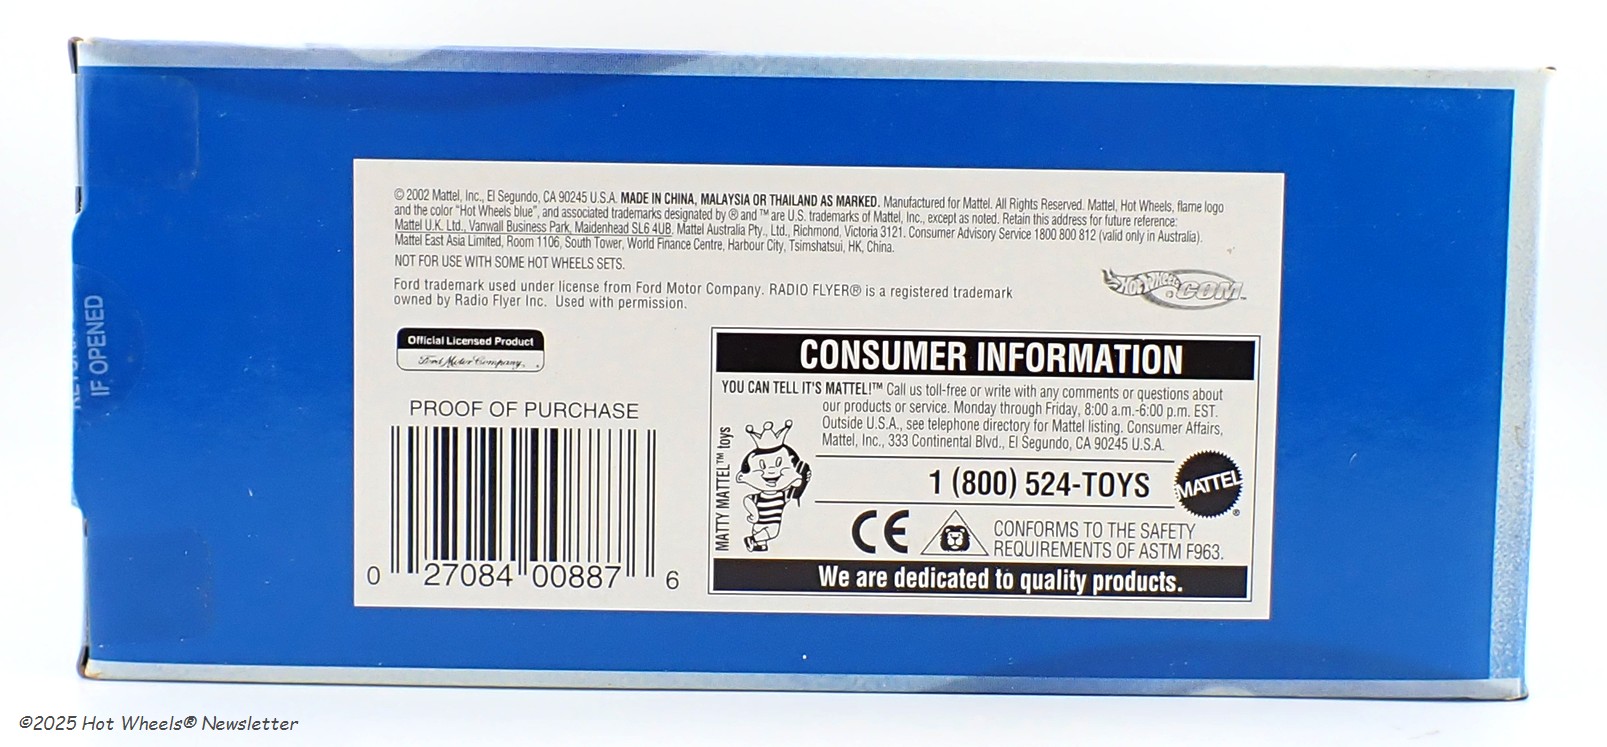 © 2002 Mattel, Inc., El Segundo, CA 90245 U.S.A. MADE IN CHINA, MALAYSIA OR THAILAND AS MARKED. Manufactured for Mattel. All Rights Reserved. Mattel, Hot Wheels, flame logo
and the color "Hot Wheels blue", and associated trademarks designated by ® and ™ are U.S. trademarks of Mattel, Inc., except as noted. Retain this address for future reference:
Mattel U.K. Ltd., Vanwall Business Park, Maidenhead SL6 4UB. Mattel Australia Pty., Ltd., Richmond, Victoria 3121. Consumer Advisory Service 1800 800 812 (valid only in Australia).
Mattel East Asia Limited, Room 1106, South Tower, World Finance Centre, Harbour City, Tsimshatsui, HK, China.
NOT FOR USE WITH SOME HOT WHEELS SETS.
Ford trademark used under license from Ford Motor Company. RADIO FLYER® is a registered trademark
owned by Radio Flyer Inc. Used with permission.
HOT WHEELS .COM™
Official Licensed Product
Ford Motor Company.
PROOF OF PURCHASE
0 27084 00887 6
CONSUMER INFORMATION
YOU CAN TELL IT'S MATTEL!™ Call us toll-free or write with any comments or questions about
our products or service. Monday through Friday, 8:00 a.m.-6:00 p.m. EST.
Outside U.S.A., see telephone directory for Mattel listing. Consumer Affairs,
Mattel, Inc., 333 Continental Blvd., El Segundo, CA 90245 U.S.A.
MATTY MATTEL™ toys
1 (800) 524-TOYS
MATTEL®
CE
CONFORMS TO THE SAFETY
REQUIREMENTS OF ASTM F963.
We are dedicated to quality products.
IF OPENED
©2025 Hot Wheels® Newsletter